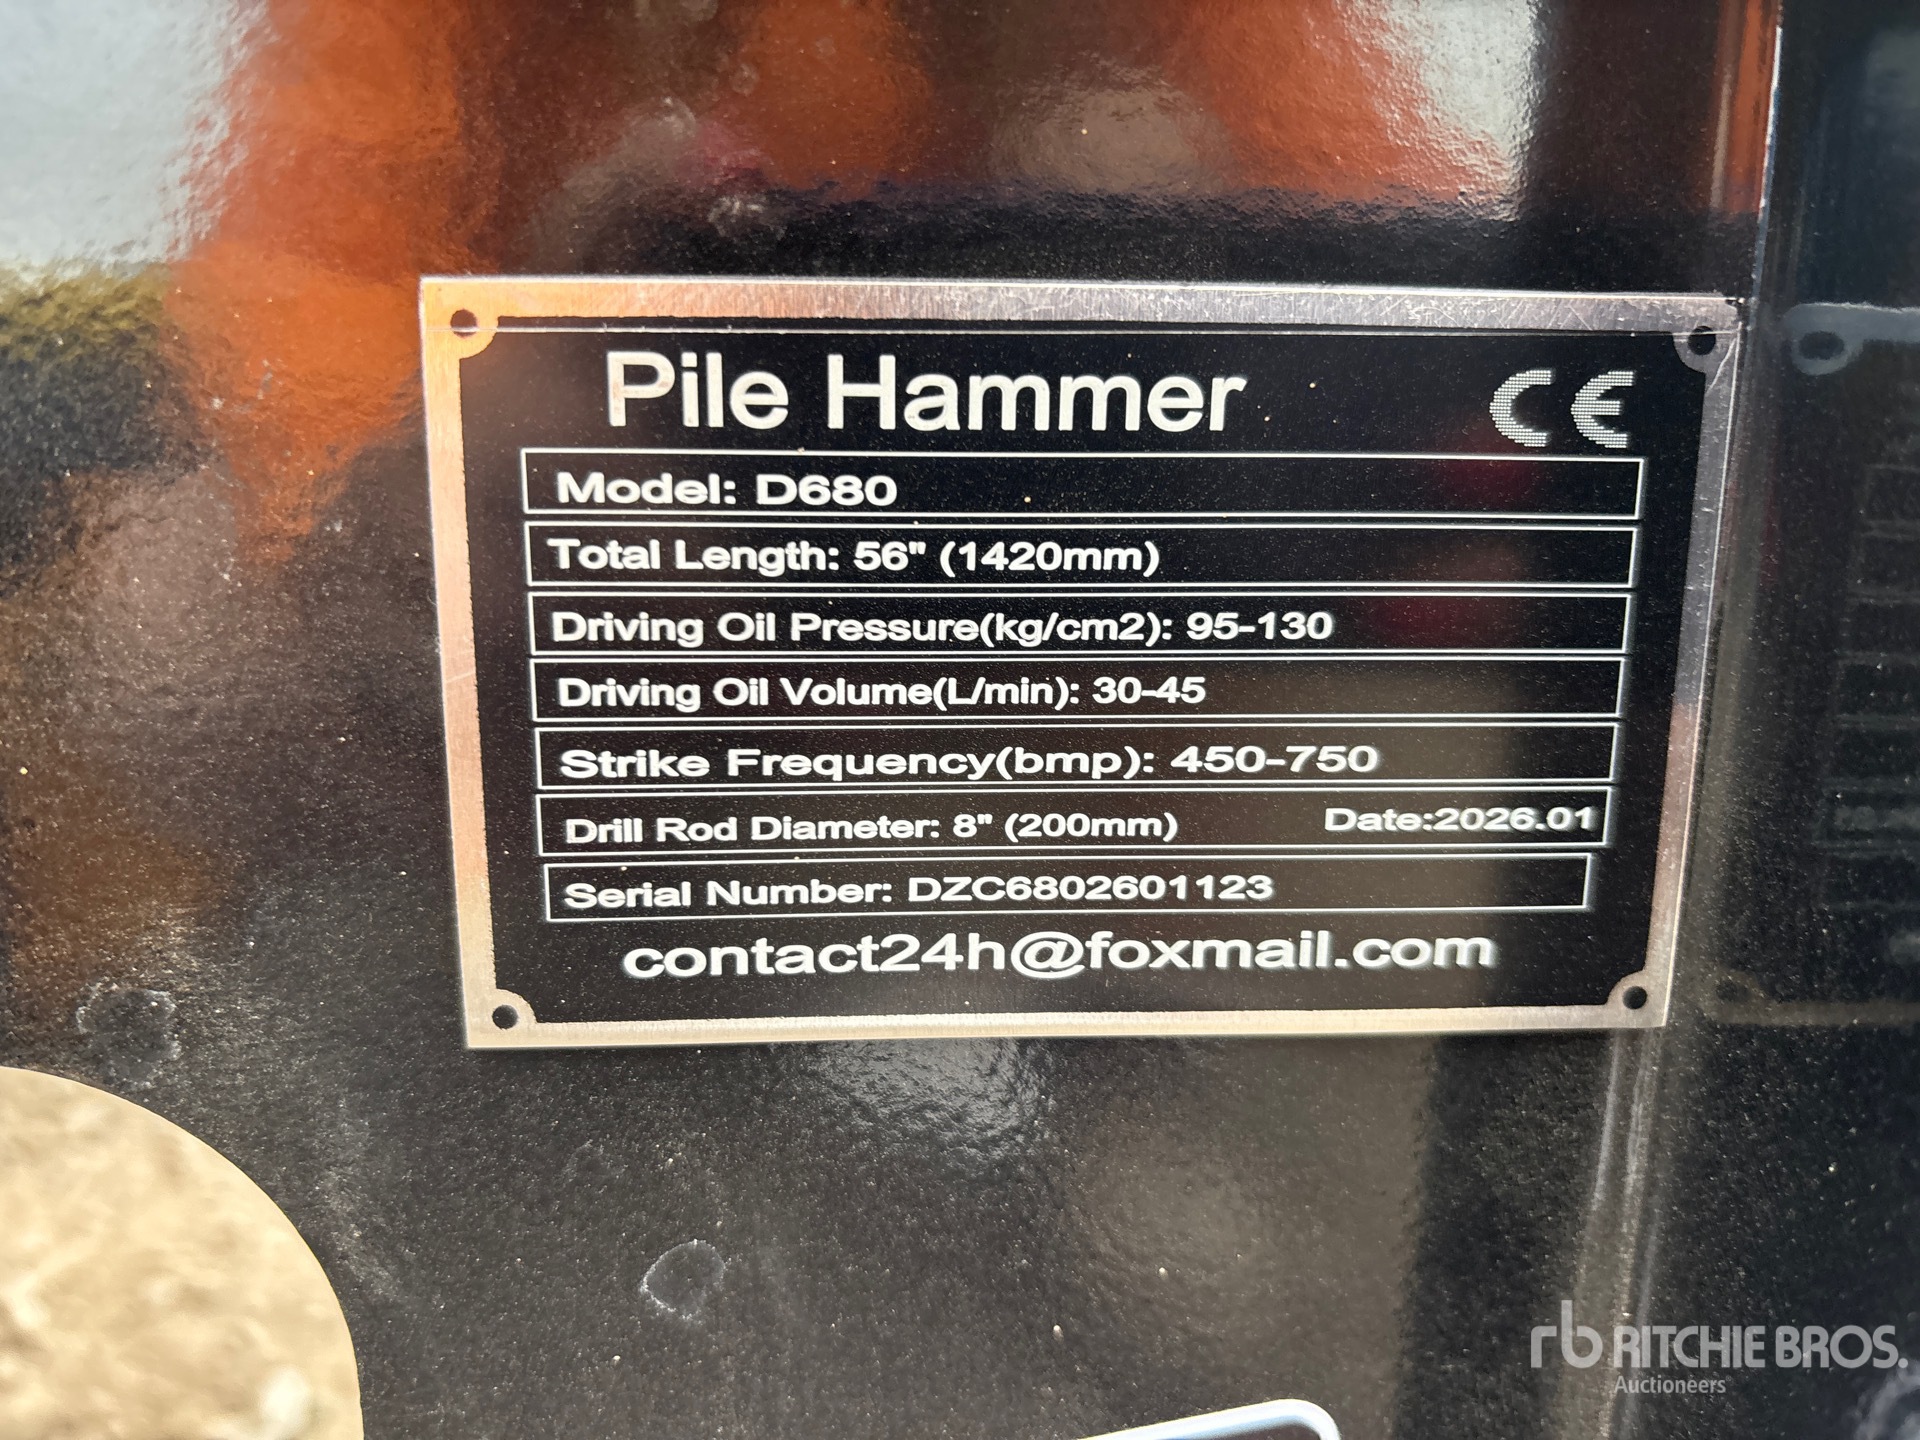 Pile Hammer CE
Model: D680
Total Length: 56" (1420mm)
Driving Oil Pressure(kg/cm2): 95-130
Driving Oil Volume(L/min): 30-45
Strike Frequency(bmp): 450-750
Drill Rod Diameter: 8" (200mm) Date:2026.01
Serial Number: DZC6802601123
contact24h@foxmail.com
rb RITCHIE BROS.
Auctioneers